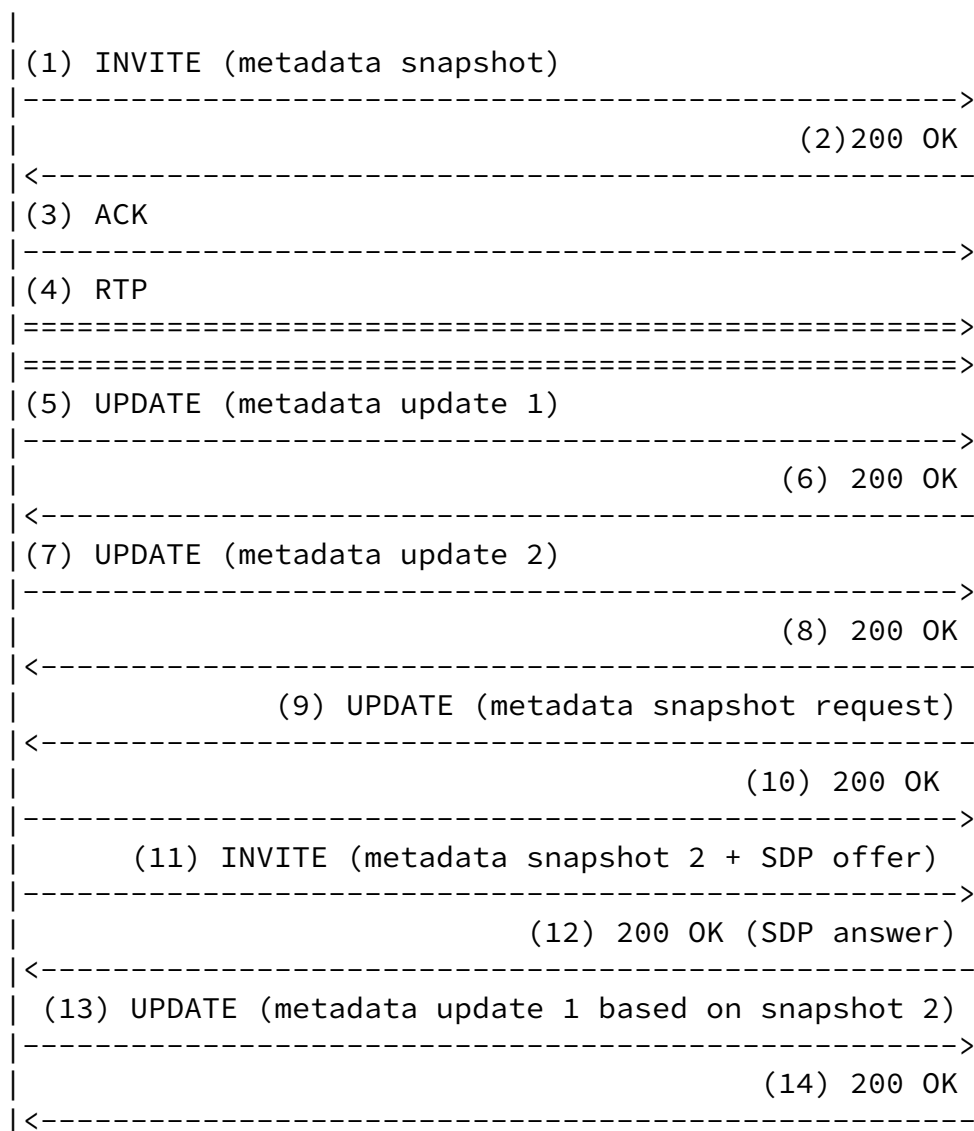 |
|(1) INVITE (metadata snapshot)
|---------------------------------------------------->
|                                           (2)200 OK
|<----------------------------------------------------
|(3) ACK
|---------------------------------------------------->
|(4) RTP
|====================================================>
|====================================================>
|(5) UPDATE (metadata update 1)
|---------------------------------------------------->
|                                          (6) 200 OK
|<----------------------------------------------------
|(7) UPDATE (metadata update 2)
|---------------------------------------------------->
|                                          (8) 200 OK
|<----------------------------------------------------
|              (9) UPDATE (metadata snapshot request)
|<----------------------------------------------------
|                                        (10) 200 OK
|---------------------------------------------------->
|      (11) INVITE (metadata snapshot 2 + SDP offer)
|---------------------------------------------------->
|                            (12) 200 OK (SDP answer)
|<----------------------------------------------------
| (13) UPDATE (metadata update 1 based on snapshot 2)
|---------------------------------------------------->
|                                         (14) 200 OK
|<----------------------------------------------------